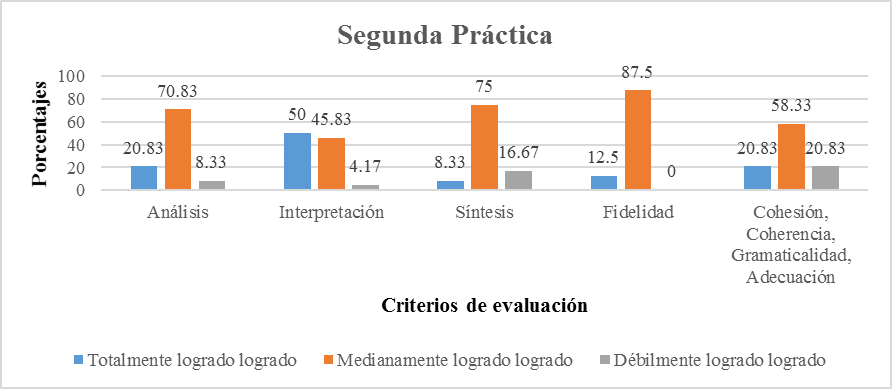 Segunda Práctica
Porcentajes
100
80
60
40
20
0
20.83
70.83
8.33
50
45.83
4.17
8.33
75
16.67
12.5
87.5
0
20.83
58.33
20.83
Análisis
Interpretación
Síntesis
Fidelidad
Cohesión,
Coherencia,
Gramaticalidad,
Adecuación
Criterios de evaluación
Totalmente logrado logrado
Medianamente logrado logrado
Débilmente logrado logrado